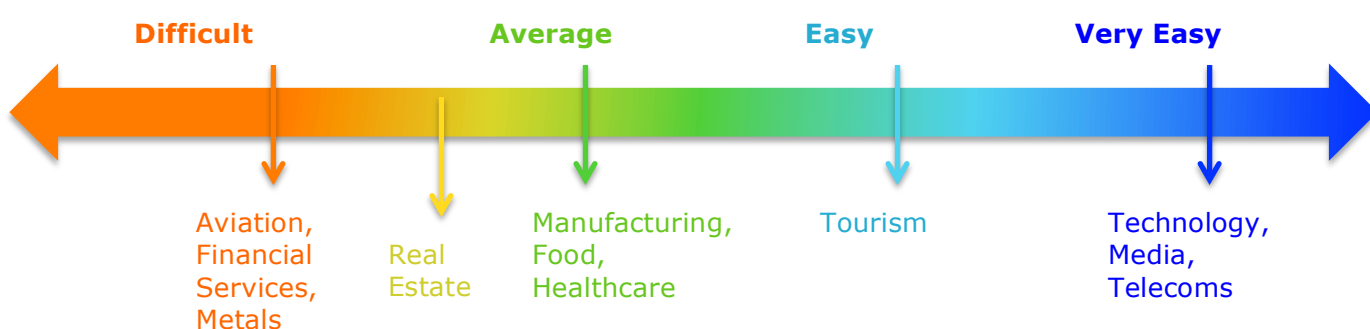 Difficult
Average
Easy
Very Easy
Aviation,
Financial
Services,
Metals
Real
Estate
Manufacturing,
Food,
Healthcare
Tourism
Technology,
Media,
Telecoms